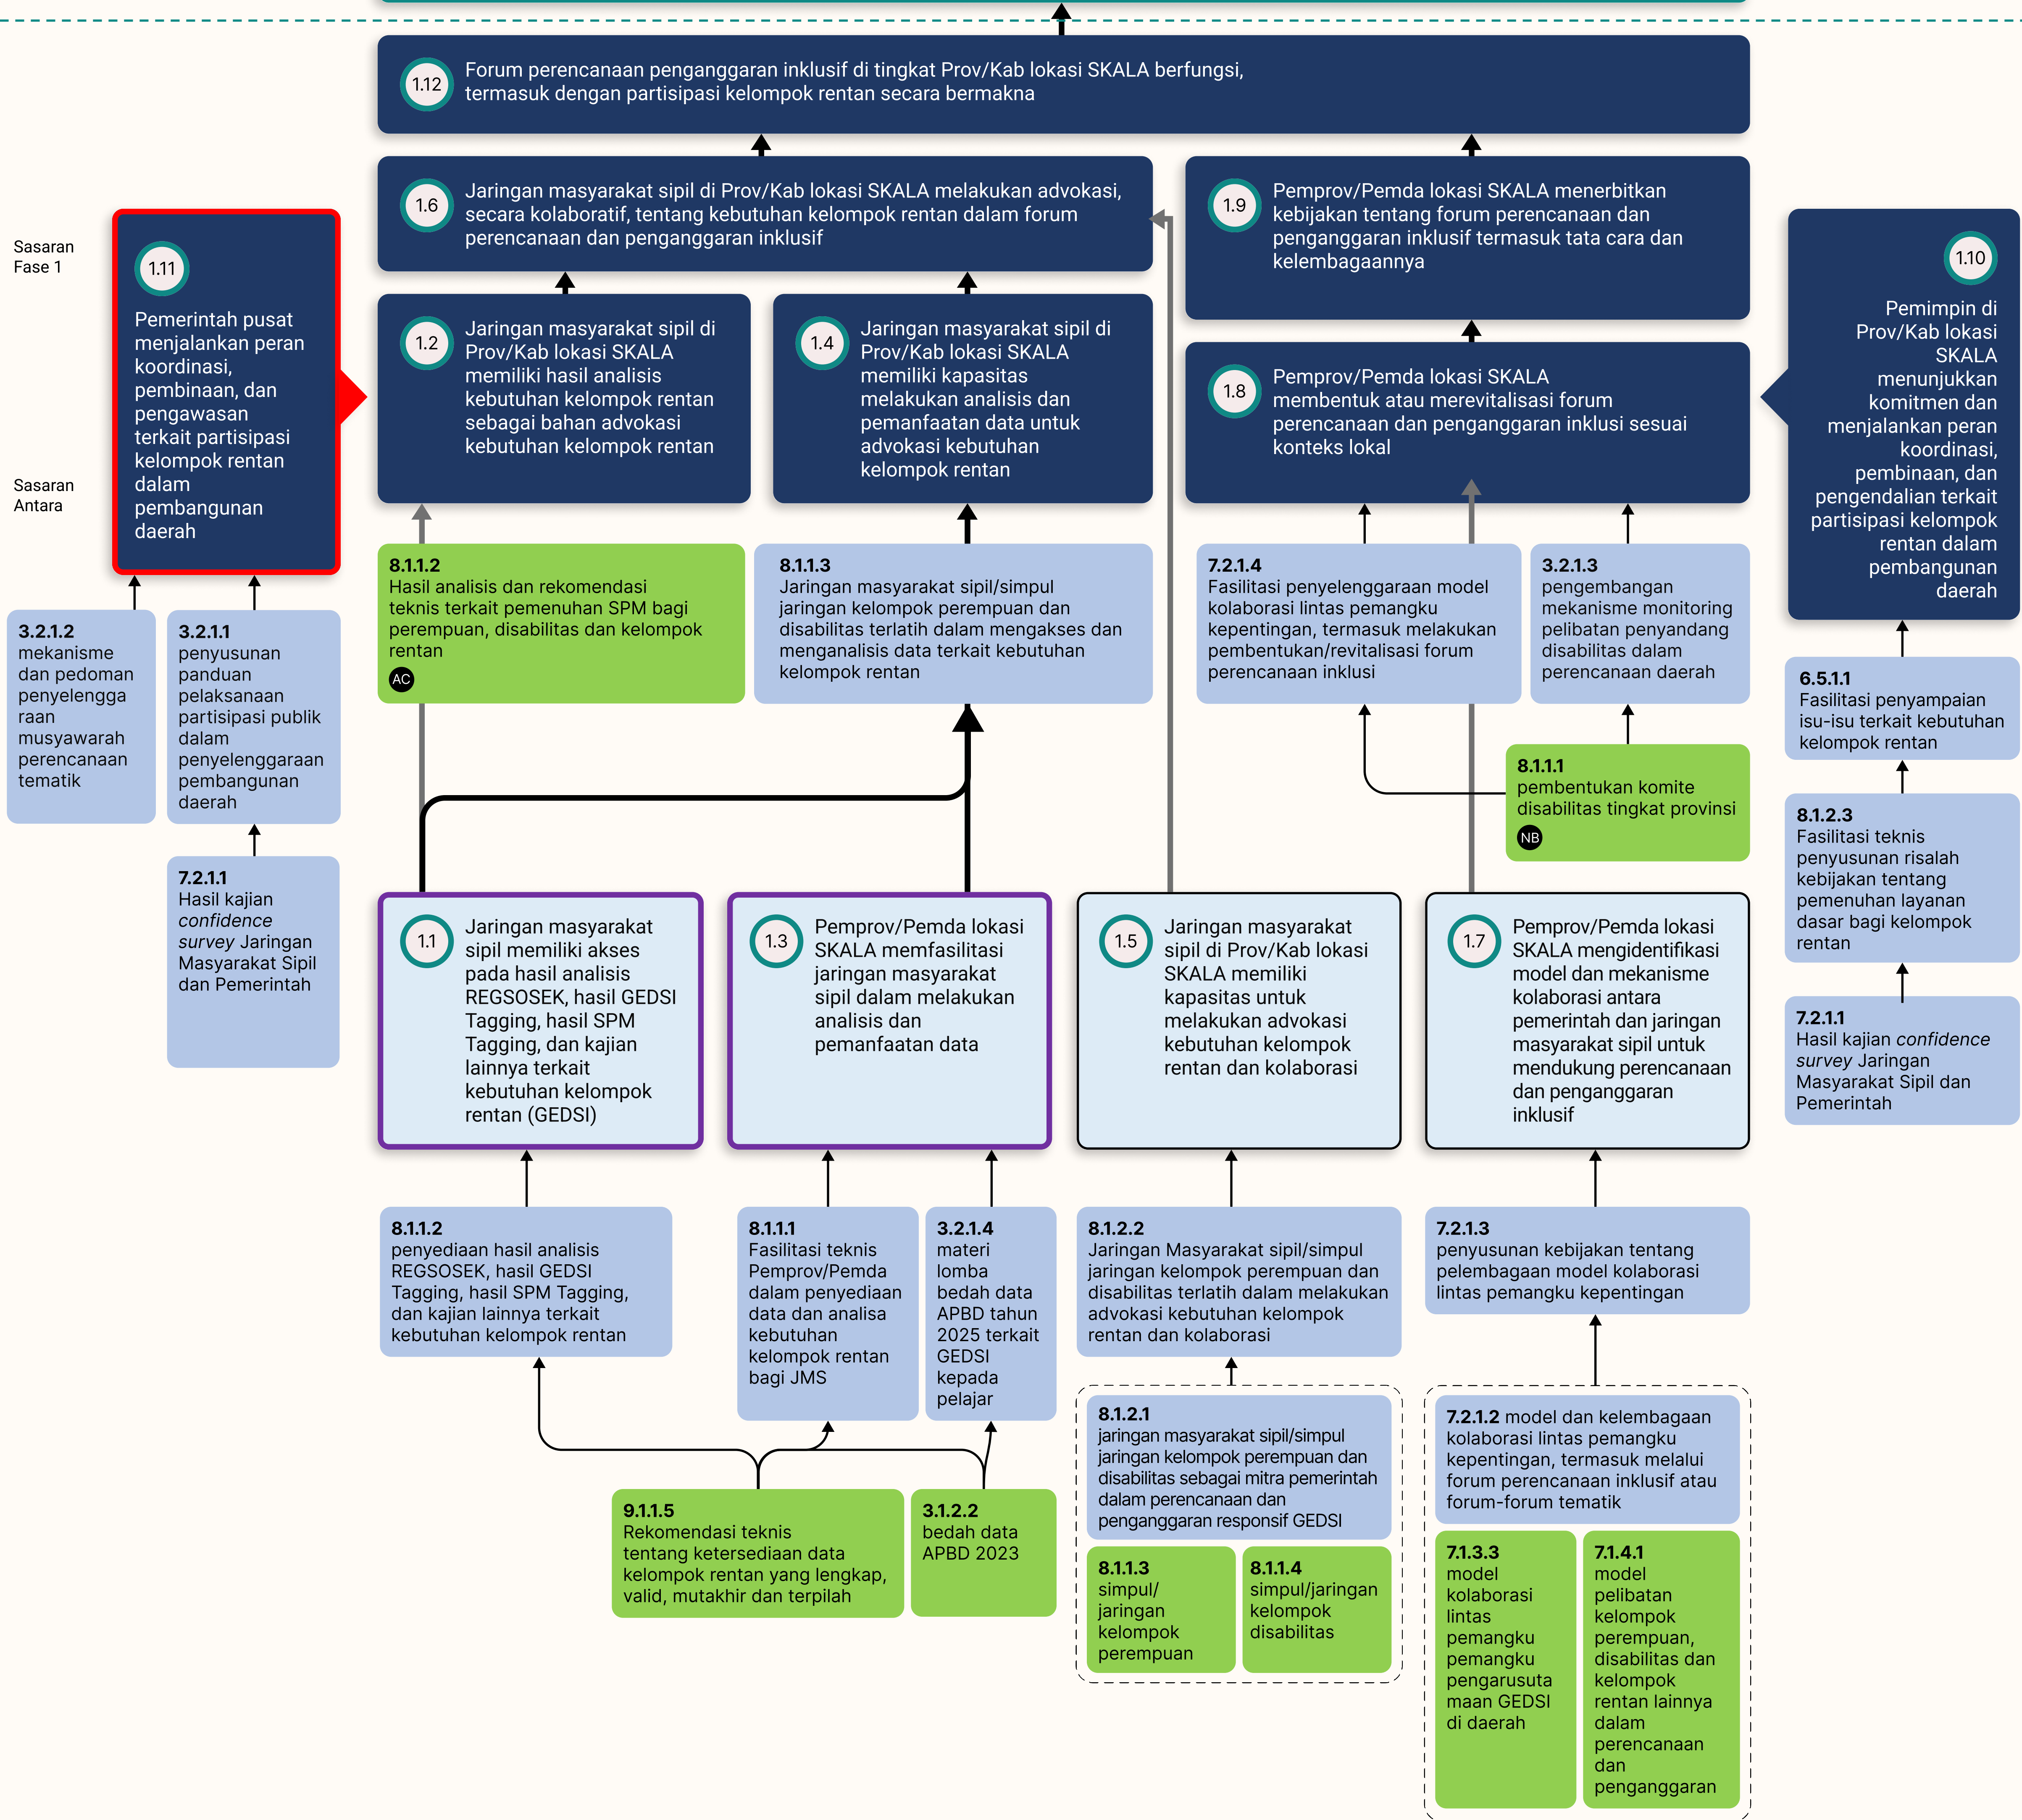 1.12
Forum perencanaan penganggaran inklusif di tingkat Prov/Kab lokasi SKALA berfungsi,
termasuk dengan partisipasi kelompok rentan secara bermakna
1.6
Jaringan masyarakat sipil di Prov/Kab lokasi SKALA melakukan advokasi,
secara kolaboratif, tentang kebutuhan kelompok rentan dalam forum
perencanaan dan penganggaran inklusif
1.9
Pemprov/Pemda lokasi SKALA menerbitkan
kebijakan tentang forum perencanaan dan
penganggaran inklusif termasuk tata cara dan
kelembagaannya
Sasaran
Fase 1
Sasaran
Antara
1.11
Pemerintah pusat
menjalankan peran
koordinasi,
pembinaan, dan
pengawasan
terkait partisipasi
kelompok rentan
dalam
pembangunan
daerah
1.2
Jaringan masyarakat sipil di
Prov/Kab lokasi SKALA
memiliki hasil analisis
kebutuhan kelompok rentan
sebagai bahan advokasi
kebutuhan kelompok rentan
1.4
Jaringan masyarakat sipil di
Prov/Kab lokasi SKALA
memiliki kapasitas
melakukan analisis dan
pemanfaatan data untuk
advokasi kebutuhan
kelompok rentan
1.8
Pemprov/Pemda lokasi SKALA
membentuk atau merevitalisasi forum
perencanaan dan penganggaran inklusi sesuai
konteks lokal
1.10
Pemimpin di
Prov/Kab lokasi
SKALA
menunjukkan
komitmen dan
menjalankan peran
koordinasi,
pembinaan, dan
pengendalian terkait
partisipasi kelompok
rentan dalam
pembangunan
daerah
3.2.1.2
mekanisme
dan pedoman
penyelengga
raan
musyawarah
perencanaan
tematik
3.2.1.1
penyusunan
panduan
pelaksanaan
partisipasi publik
dalam
penyelenggaraan
pembangunan
daerah
7.2.1.1
Hasil kajian
confidence
survey Jaringan
Masyarakat Sipil
dan Pemerintah
8.1.1.2
Hasil analisis dan rekomendasi
teknis terkait pemenuhan SPM bagi
perempuan, disabilitas dan kelompok
rentan
AC
8.1.1.3
Jaringan masyarakat sipil/simpul
jaringan kelompok perempuan dan
disabilitas terlatih dalam mengakses dan
menganalisis data terkait kebutuhan
kelompok rentan
7.2.1.4
Fasilitasi penyelenggaraan model
kolaborasi lintas pemangku
kepentingan, termasuk melakukan
pembentukan/revitalisasi forum
perencanaan inklusi
3.2.1.3
pengembangan
mekanisme monitoring
pelibatan penyandang
disabilitas dalam
perencanaan daerah
8.1.1.1
pembentukan komite
disabilitas tingkat provinsi
NB
6.5.1.1
Fasilitasi penyampaian
isu-isu terkait kebutuhan
kelompok rentan
8.1.2.3
Fasilitasi teknis
penyusunan risalah
kebijakan tentang
pemenuhan layanan
dasar bagi kelompok
rentan
7.2.1.1
Hasil kajian confidence
survey Jaringan
Masyarakat Sipil dan
Pemerintah
1.1
Jaringan masyarakat
sipil memiliki akses
pada hasil analisis
REGSOSEK, hasil GEDSI
Tagging, hasil SPM
Tagging, dan kajian
lainnya terkait
kebutuhan kelompok
rentan (GEDSI)
1.3
Pemprov/Pemda lokasi
SKALA memfasilitasi
jaringan masyarakat
sipil dalam melakukan
analisis dan
pemanfaatan data
1.5
Jaringan masyarakat
sipil di Prov/Kab lokasi
SKALA memiliki
kapasitas untuk
melakukan advokasi
kebutuhan kelompok
rentan dan kolaborasi
1.7
Pemprov/Pemda lokasi
SKALA mengidentifikasi
model dan mekanisme
kolaborasi antara
pemerintah dan jaringan
masyarakat sipil untuk
mendukung perencanaan
dan penganggaran
inklusif
8.1.1.2
penyediaan hasil analisis
REGSOSEK, hasil GEDSI
Tagging, hasil SPM Tagging,
dan kajian lainnya terkait
kebutuhan kelompok rentan
8.1.1.1
Fasilitasi teknis
Pemprov/Pemda
dalam penyediaan
data dan analisa
kebutuhan
kelompok rentan
bagi JMS
3.2.1.4
materi
lomba
bedah data
APBD tahun
2025 terkait
GEDSI
kepada
pelajar
8.1.2.2
Jaringan Masyarakat sipil/simpul
jaringan kelompok perempuan dan
disabilitas terlatih dalam melakukan
advokasi kebutuhan kelompok
rentan dan kolaborasi
7.2.1.3
penyusunan kebijakan tentang
pelembagaan model kolaborasi
lintas pemangku kepentingan
9.1.1.5
Rekomendasi teknis
tentang ketersediaan data
kelompok rentan yang lengkap,
valid, mutakhir dan terpilah
3.1.2.2
bedah data
APBD 2023
8.1.2.1
jaringan masyarakat sipil/simpul
jaringan kelompok perempuan dan
disabilitas sebagai mitra pemerintah
dalam perencanaan dan
penganggaran responsif GEDSI
8.1.1.3
simpul/
jaringan
kelompok
perempuan
8.1.1.4
simpul/jaringan
kelompok
disabilitas
7.2.1.2 model dan kelembagaan
kolaborasi lintas pemangku
kepentingan, termasuk melalui
forum perencanaan inklusif atau
forum-forum tematik
7.1.3.3
model
kolaborasi
lintas
pemangku
pemangku
pengarusuta
maan GEDSI
di daerah
7.1.4.1
model
pelibatan
kelompok
perempuan,
disabilitas dan
kelompok
rentan lainnya
dalam
perencanaan
dan
penganggaran